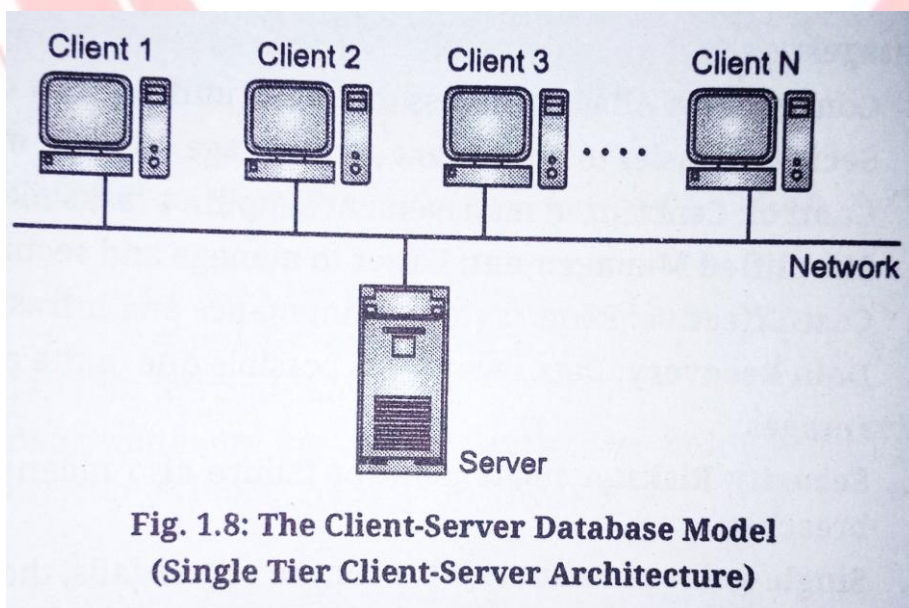 Client 1
Client 2
Client 3
Client N
Network
Server
Fig. 1.8: The Client-Server Database Model
(Single Tier Client-Server Architecture)